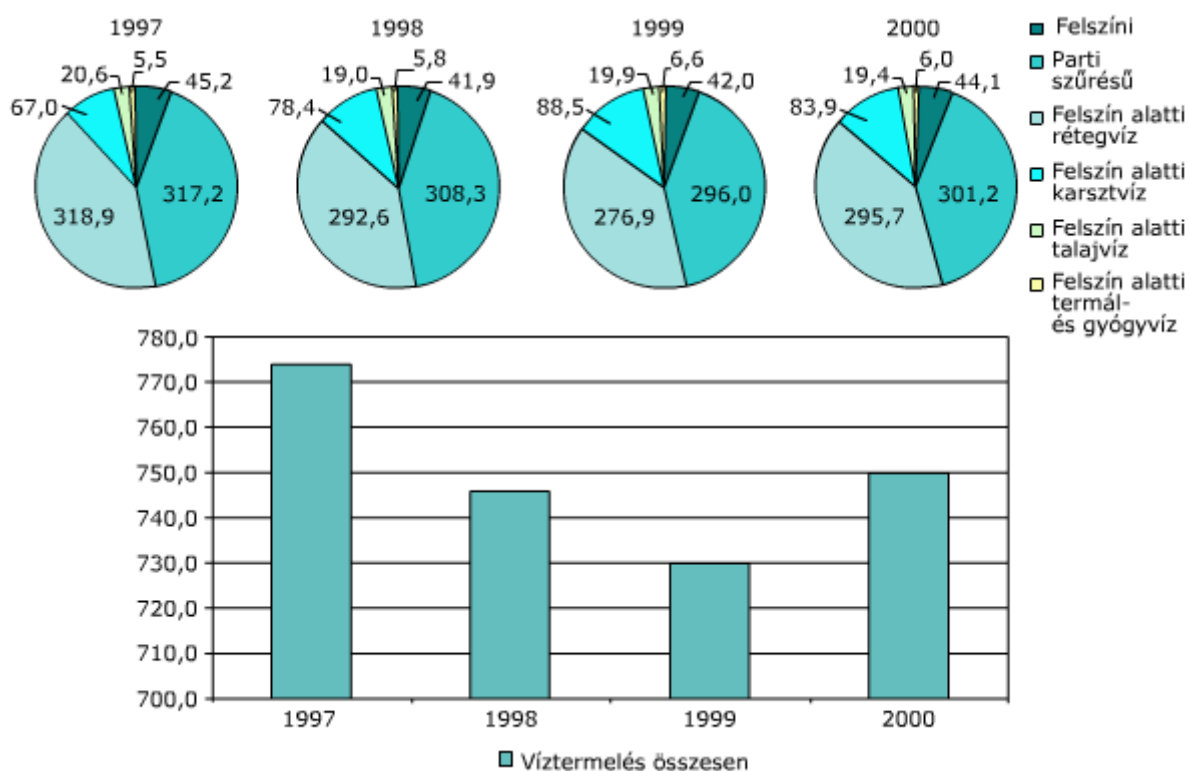 1997
5,5
20,6
45,2
67,0
317,2
318,9
1998
5,8
19,0
41,9
78,4
308,3
292,6
1999
6,6
19,9
42,0
88,5
296,0
276,9
2000
6,0
19,4
44,1
83,9
301,2
295,7
Felszíni
Parti
szűrésű
Felszín alatti
rétegvíz
Felszín alatti
karsztvíz
Felszín alatti
talajvíz
Felszín alatti
termál-
és gyógyvíz
780,0
770,0
760,0
750,0
740,0
730,0
720,0
710,0
700,0
1997 1998 1999 2000
Víztermelés összesen